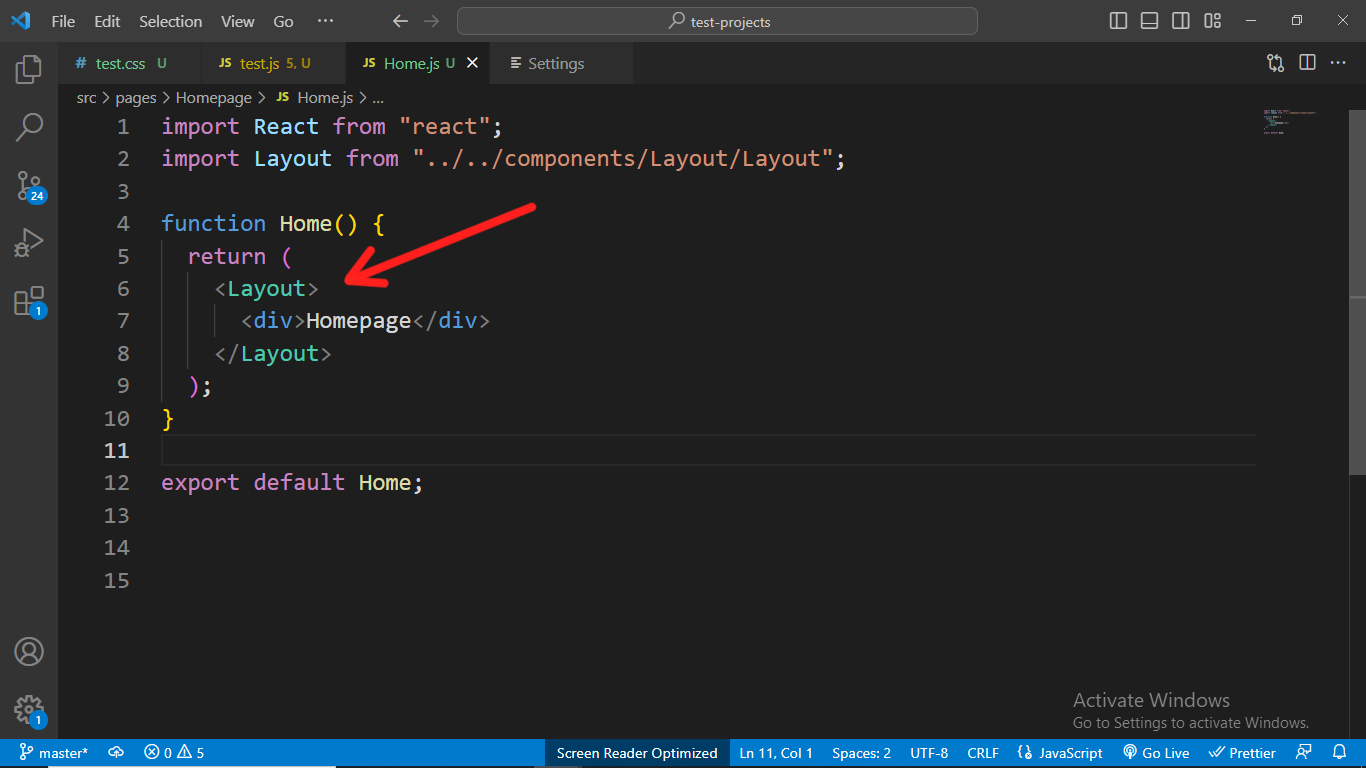 File Edit Selection View Go ··· test-projects
# test.css U JS test.js 5, U JS Home.js U Settings
src > pages > Homepage > JS Home.js > ...
1 import React from "react";
2 import Layout from "../../components/Layout/Layout";
3
4 function Home() {
5 return (
6 <Layout>
7 <div>Homepage</div>
8 </Layout>
9 );
10 }
11
12 export default Home;
13
14
15
24
1
1
Activate Windows
Go to Settings to activate Windows.
master* 0 5 Screen Reader Optimized Ln 11, Col 1 Spaces: 2 UTF-8 CRLF {} JavaScript Go Live Prettier